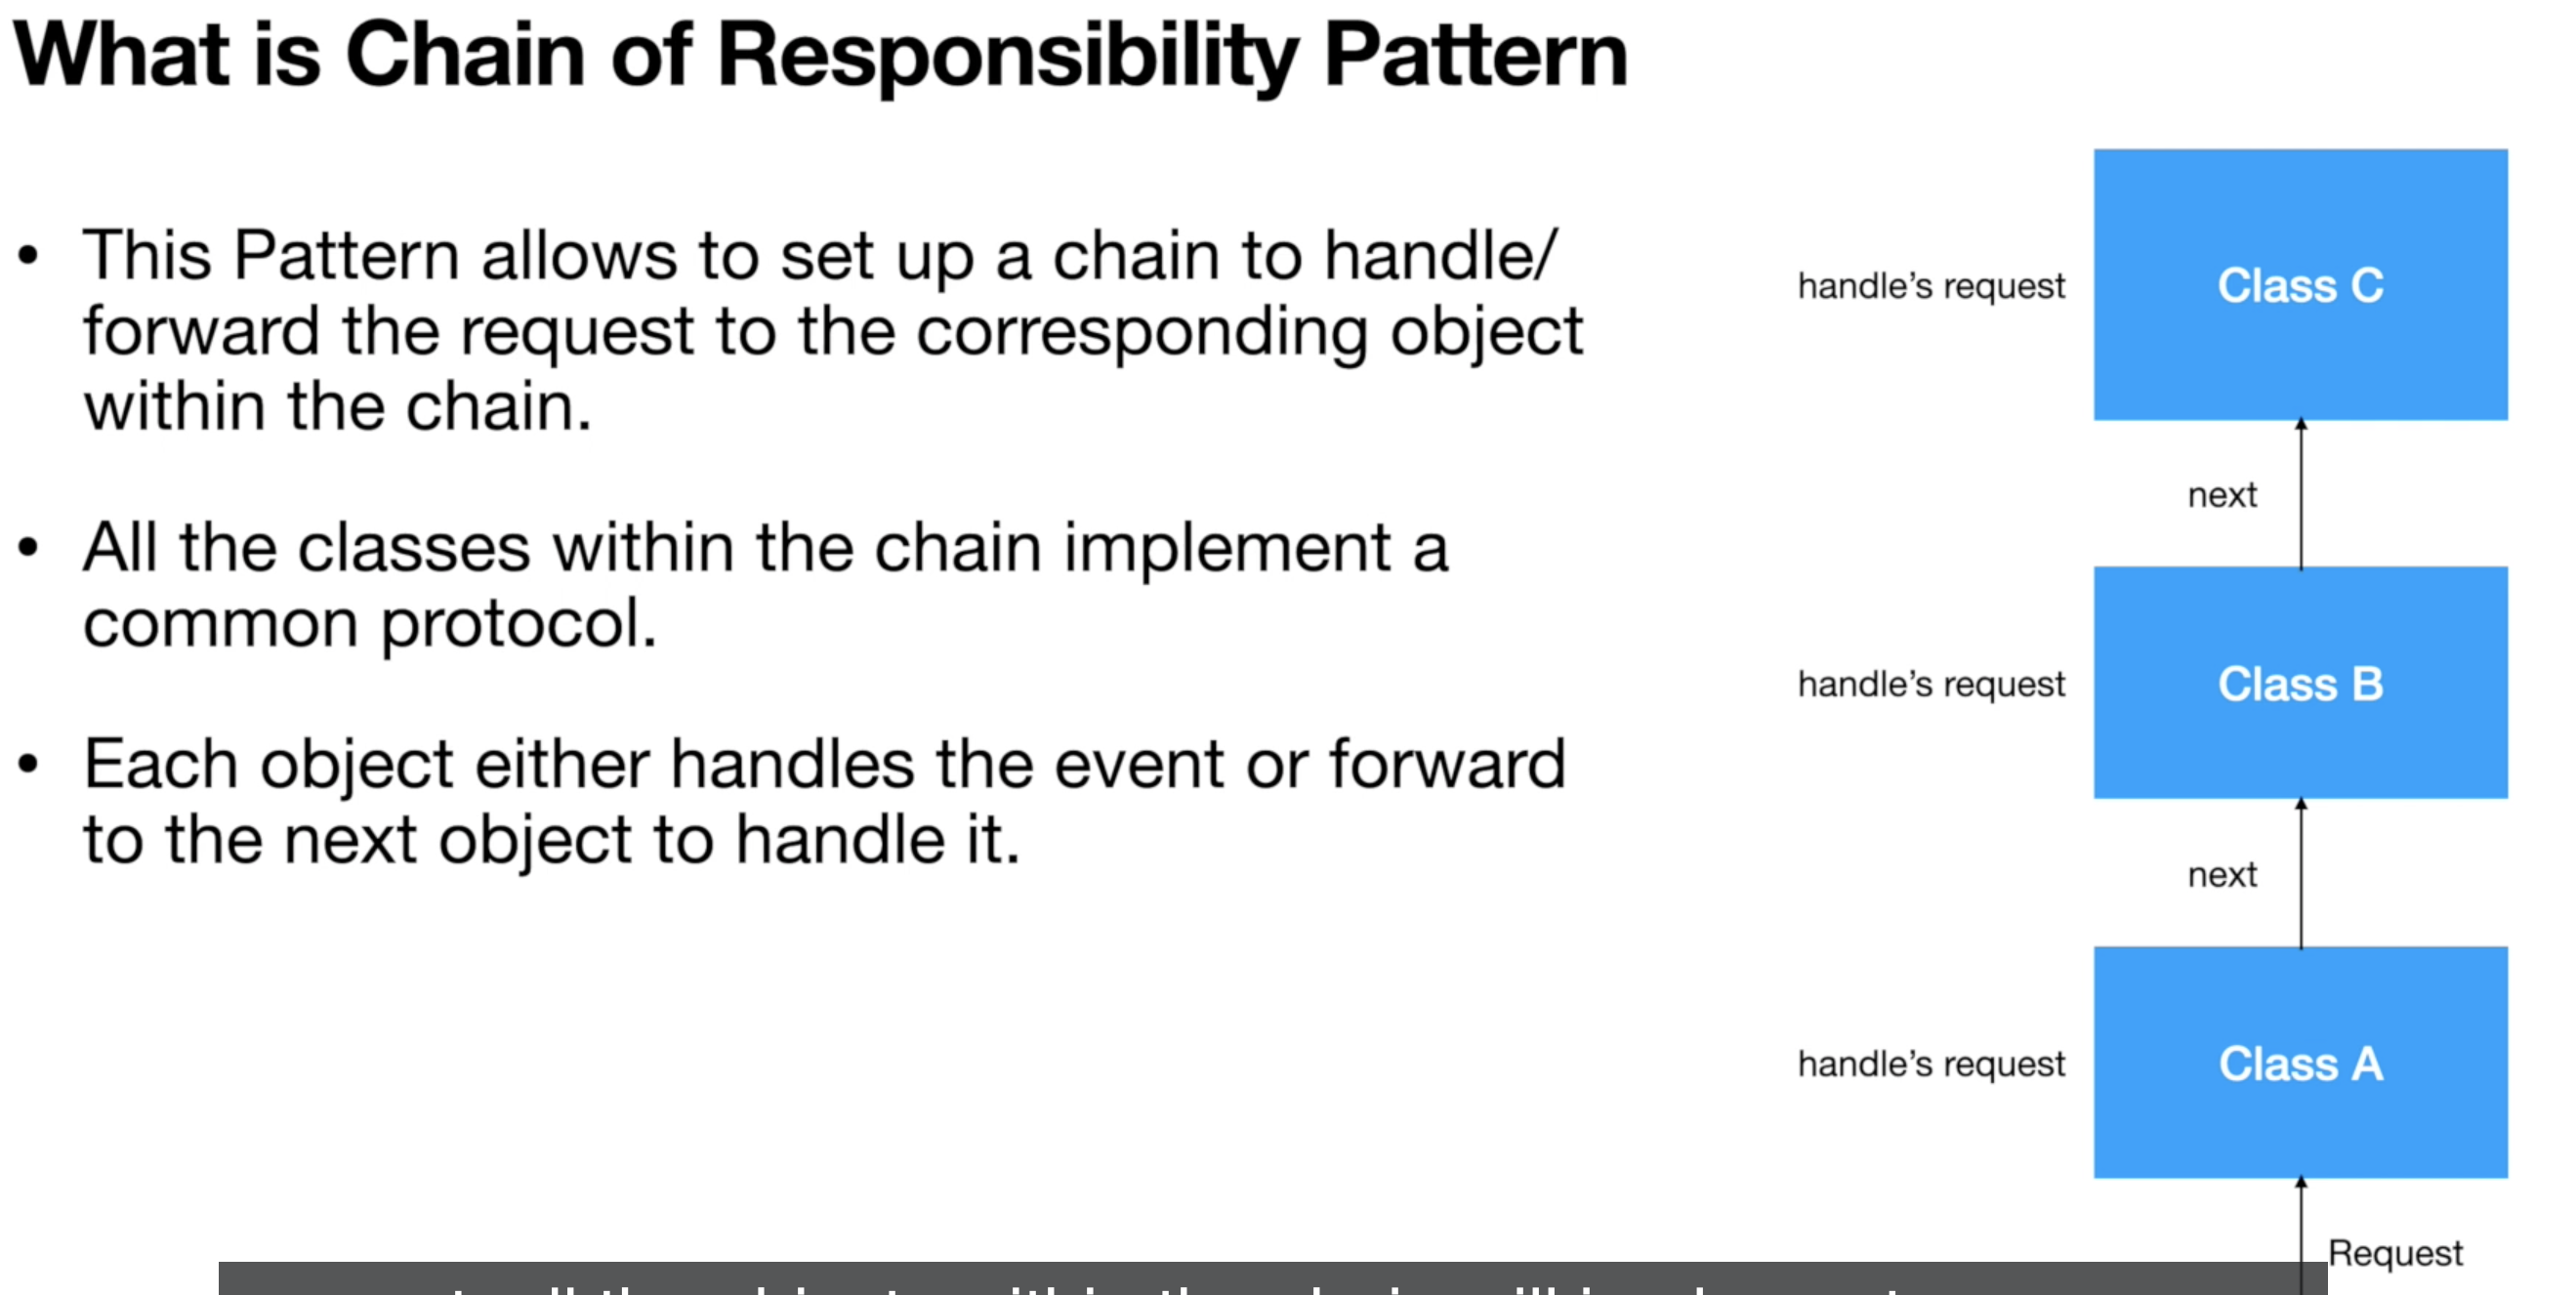 What is Chain of Responsibility Pattern
• This Pattern allows to set up a chain to handle/
forward the request to the corresponding object
within the chain.
• All the classes within the chain implement a
common protocol.
• Each object either handles the event or forward
to the next object to handle it.
handle’s request
Class C
next
handle’s request
Class B
next
handle’s request
Class A
Request